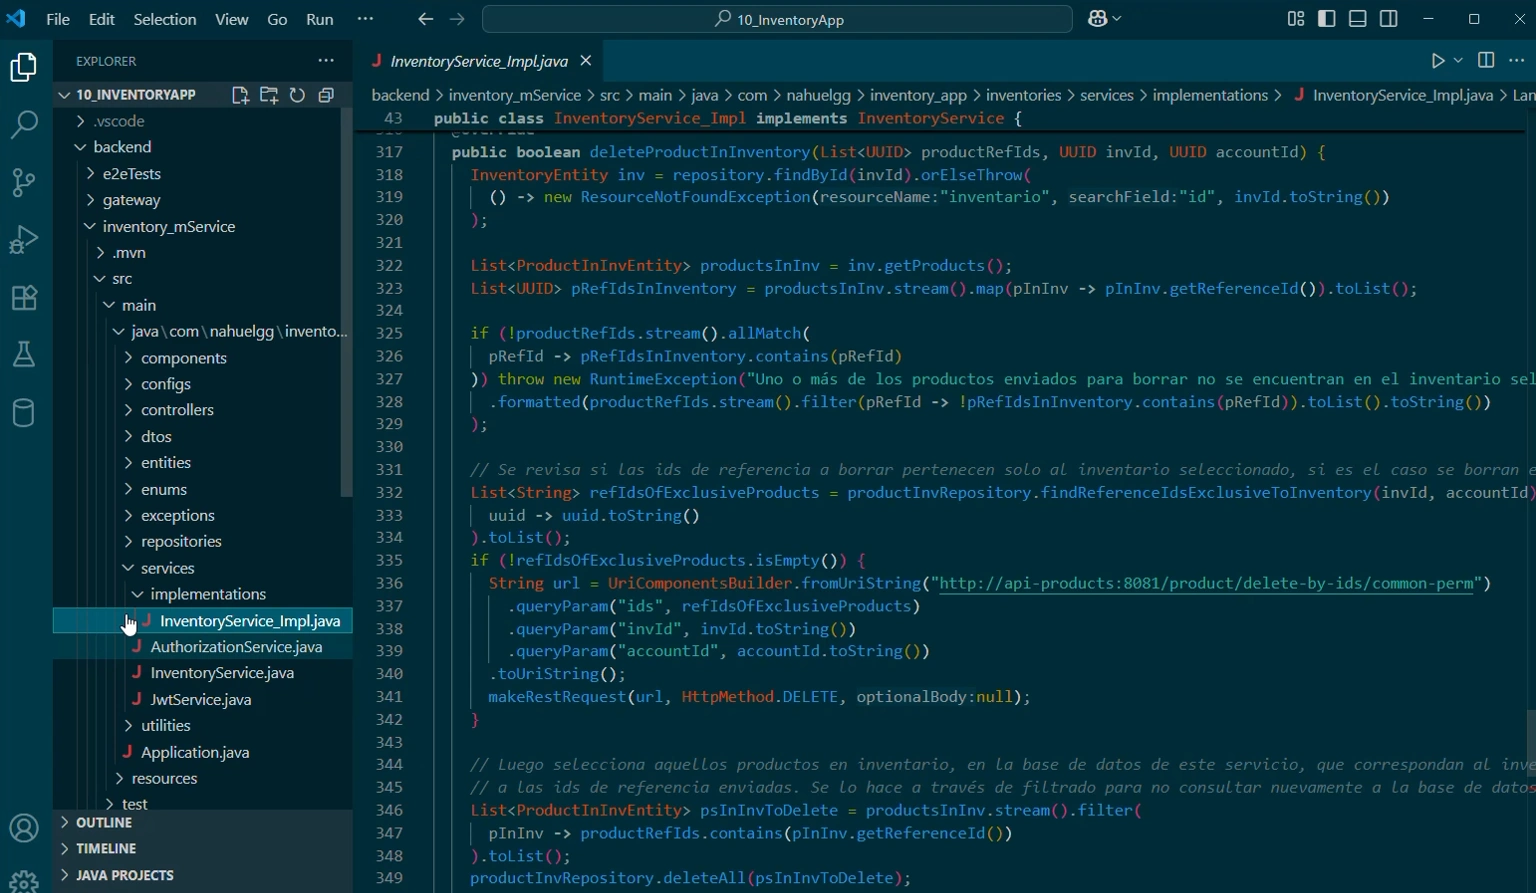 File Edit Selection View Go Run ···
10_InventoryApp
EXPLORER ···
10_INVENTORYAPP
.vscode
backend
e2eTests
gateway
inventory_mService
.mvn
src
main
java\com\nahuelgg\invento...
components
configs
controllers
dtos
entities
enums
exceptions
repositories
services
implementations
J InventoryService_Impl.java
J AuthorizationService.java
J InventoryService.java
J JwtService.java
utilities
J Application.java
resources
test
OUTLINE
TIMELINE
JAVA PROJECTS
J InventoryService_Impl.java
backend > inventory_mService > src > main > java > com > nahuelgg > inventory_app > inventories > services > implementations > J InventoryService_Impl.java > Lan
43 public class InventoryService_Impl implements InventoryService {
317 public boolean deleteProductInInventory(List<UUID> productRefIds, UUID invId, UUID accountId) {
318 InventoryEntity inv = repository.findById(invId).orElseThrow(
319 () -> new ResourceNotFoundException(resourceName:"inventario", searchField:"id", invId.toString())
320 );
321
322 List<ProductInInvEntity> productsInInv = inv.getProducts();
323 List<UUID> pRefIdsInInventory = productsInInv.stream().map(pInInv -> pInInv.getReferenceId()).toList();
324
325 if (!productRefIds.stream().allMatch(
326 pRefId -> pRefIdsInInventory.contains(pRefId)
327 )) throw new RuntimeException("Uno o más de los productos enviados para borrar no se encuentran en el inventario sel
328 .formatted(productRefIds.stream().filter(pRefId -> !pRefIdsInInventory.contains(pRefId)).toList().toString())
329 );
330
331 // Se revisa si las ids de referencia a borrar pertenecen solo al inventario seleccionado, si es el caso se borran e
332 List<String> refIdsOfExclusiveProducts = productInvRepository.findReferenceIdsExclusiveToInventory(invId, accountId)
333 uuid -> uuid.toString()
334 ).toList();
335 if (!refIdsOfExclusiveProducts.isEmpty()) {
336 String url = UriComponentsBuilder.fromUriString("http://api-products:8081/product/delete-by-ids/common-perm")
337 .queryParam("ids", refIdsOfExclusiveProducts)
338 .queryParam("invId", invId.toString())
339 .queryParam("accountId", accountId.toString())
340 .toUriString();
341 makeRestRequest(url, HttpMethod.DELETE, optionalBody:null);
342 }
343
344 // Luego selecciona aquellos productos en inventario, en la base de datos de este servicio, que correspondan al inve
345 // a las ids de referencia enviadas. Se lo hace a través de filtrado para no consultar nuevamente a la base de datos
346 List<ProductInInvEntity> psInInvToDelete = productsInInv.stream().filter(
347 pInInv -> productRefIds.contains(pInInv.getReferenceId())
348 ).toList();
349 productInvRepository.deleteAll(psInInvToDelete);